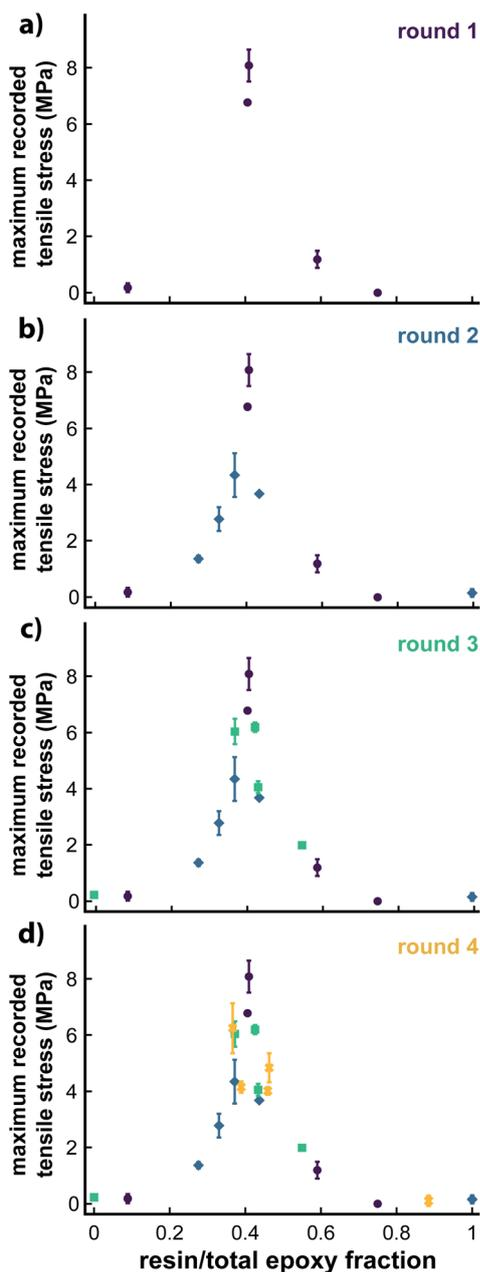 a)
round 1
maximum recorded
tensile stress (MPa)
8
6
4
2
0
b)
round 2
maximum recorded
tensile stress (MPa)
8
6
4
2
0
c)
round 3
maximum recorded
tensile stress (MPa)
8
6
4
2
0
d)
round 4
maximum recorded
tensile stress (MPa)
8
6
4
2
0
0 0.2 0.4 0.6 0.8 1
resin/total epoxy fraction